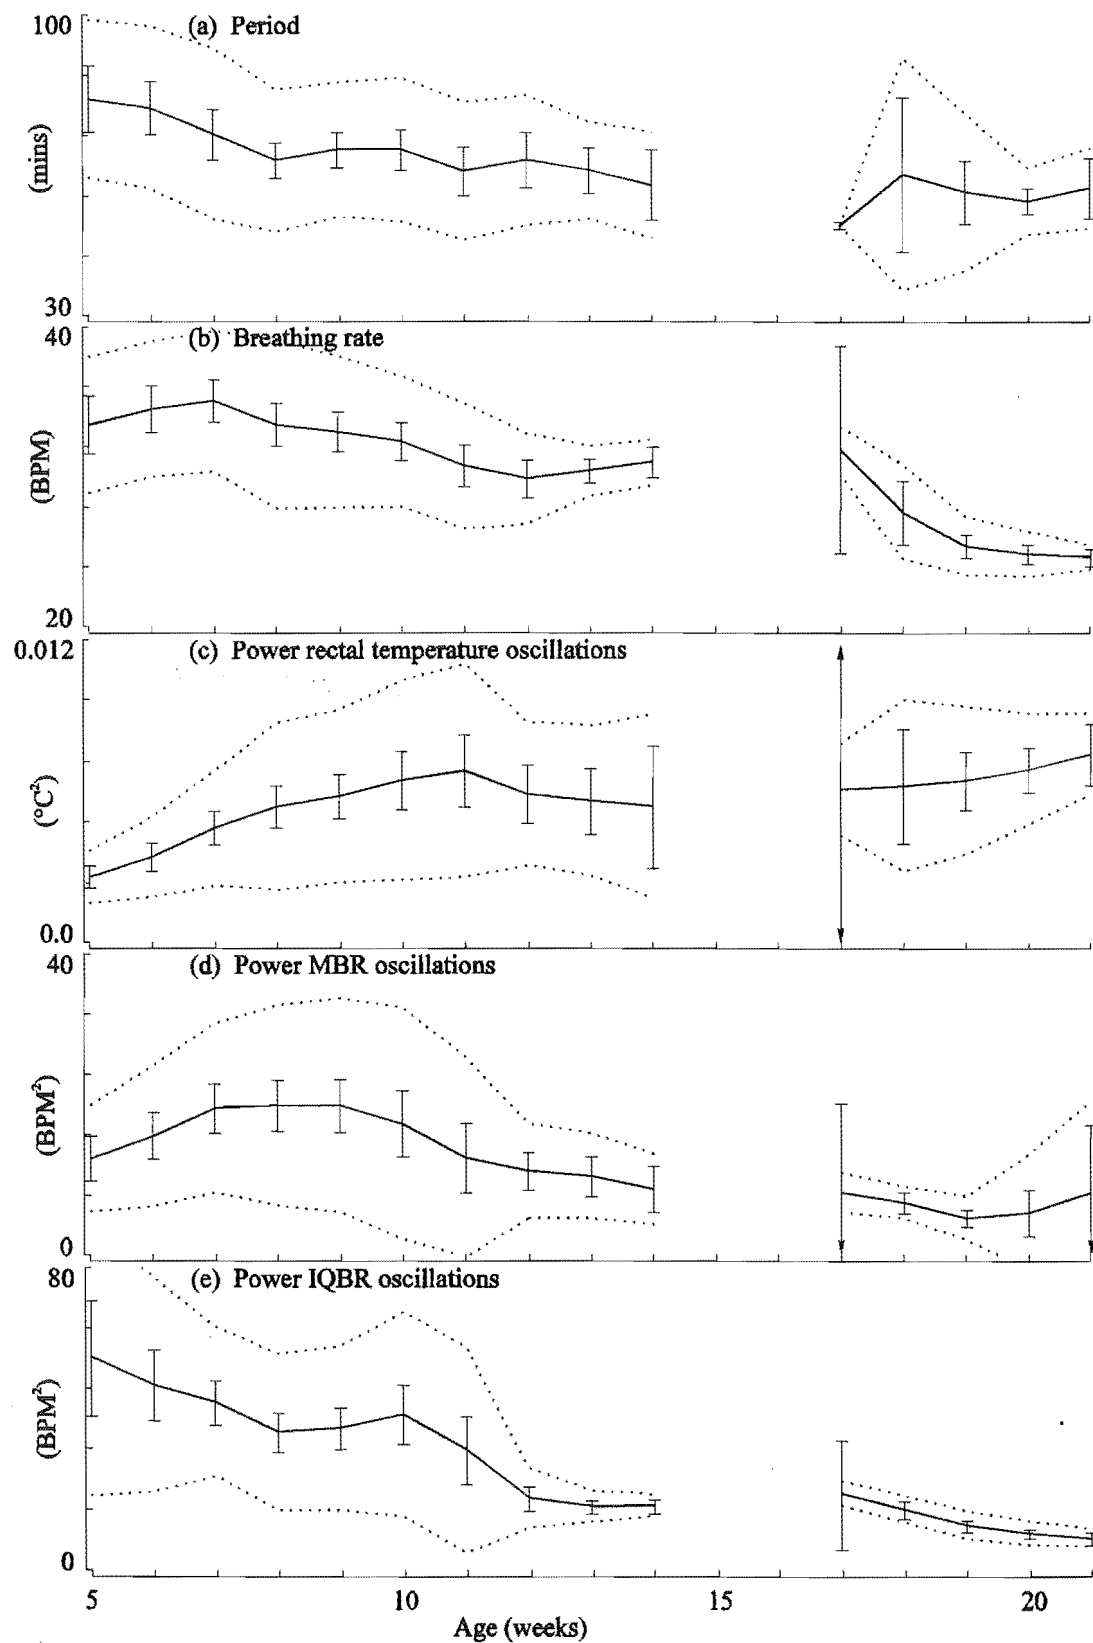 100
(a) Period
(mins)
30
40
(b) Breathing rate
(BPM)
20
0.012
(c) Power rectal temperature oscillations
(°C²)
0.0
40
(d) Power MBR oscillations
(BPM²)
0
80
(e) Power IQBR oscillations
(BPM²)
0
5 10 15 20
Age (weeks)